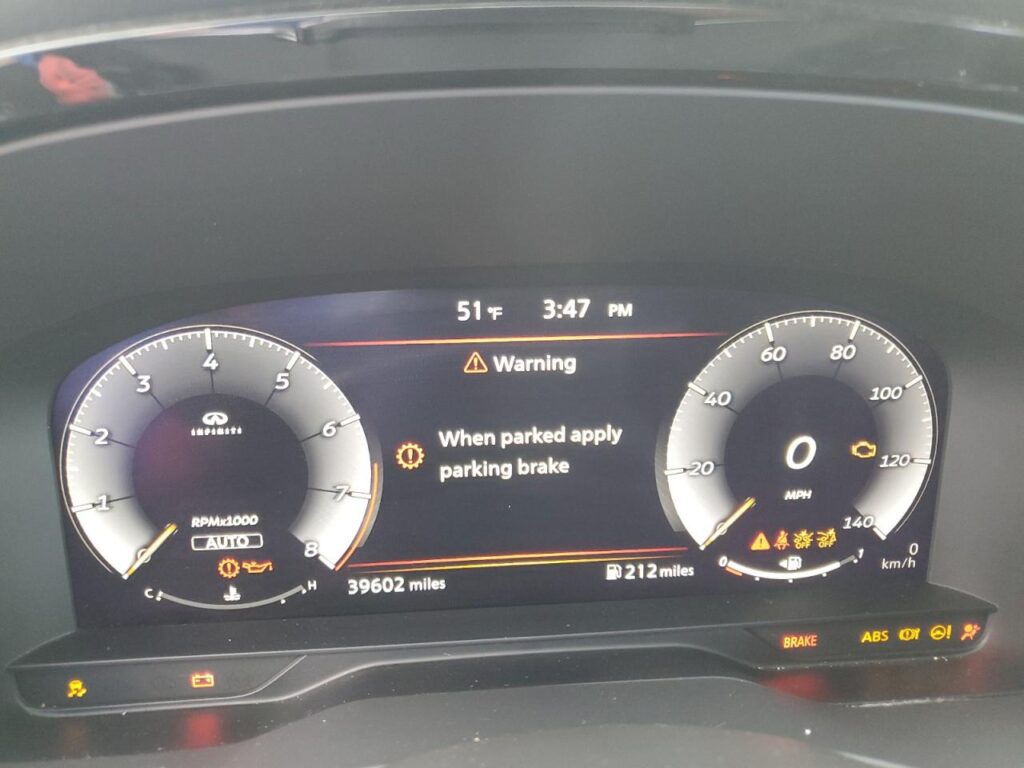 51 °F 3:47 PM
Warning
When parked apply
parking brake
39602 miles
212 miles
0
1
2
3
4
5
6
7
8
INFINITI
RPMx1000
AUTO
C
H
0
20
40
60
80
100
120
140
0
MPH
OFF
OFF
0
1
0
km/h
BRAKE
ABS